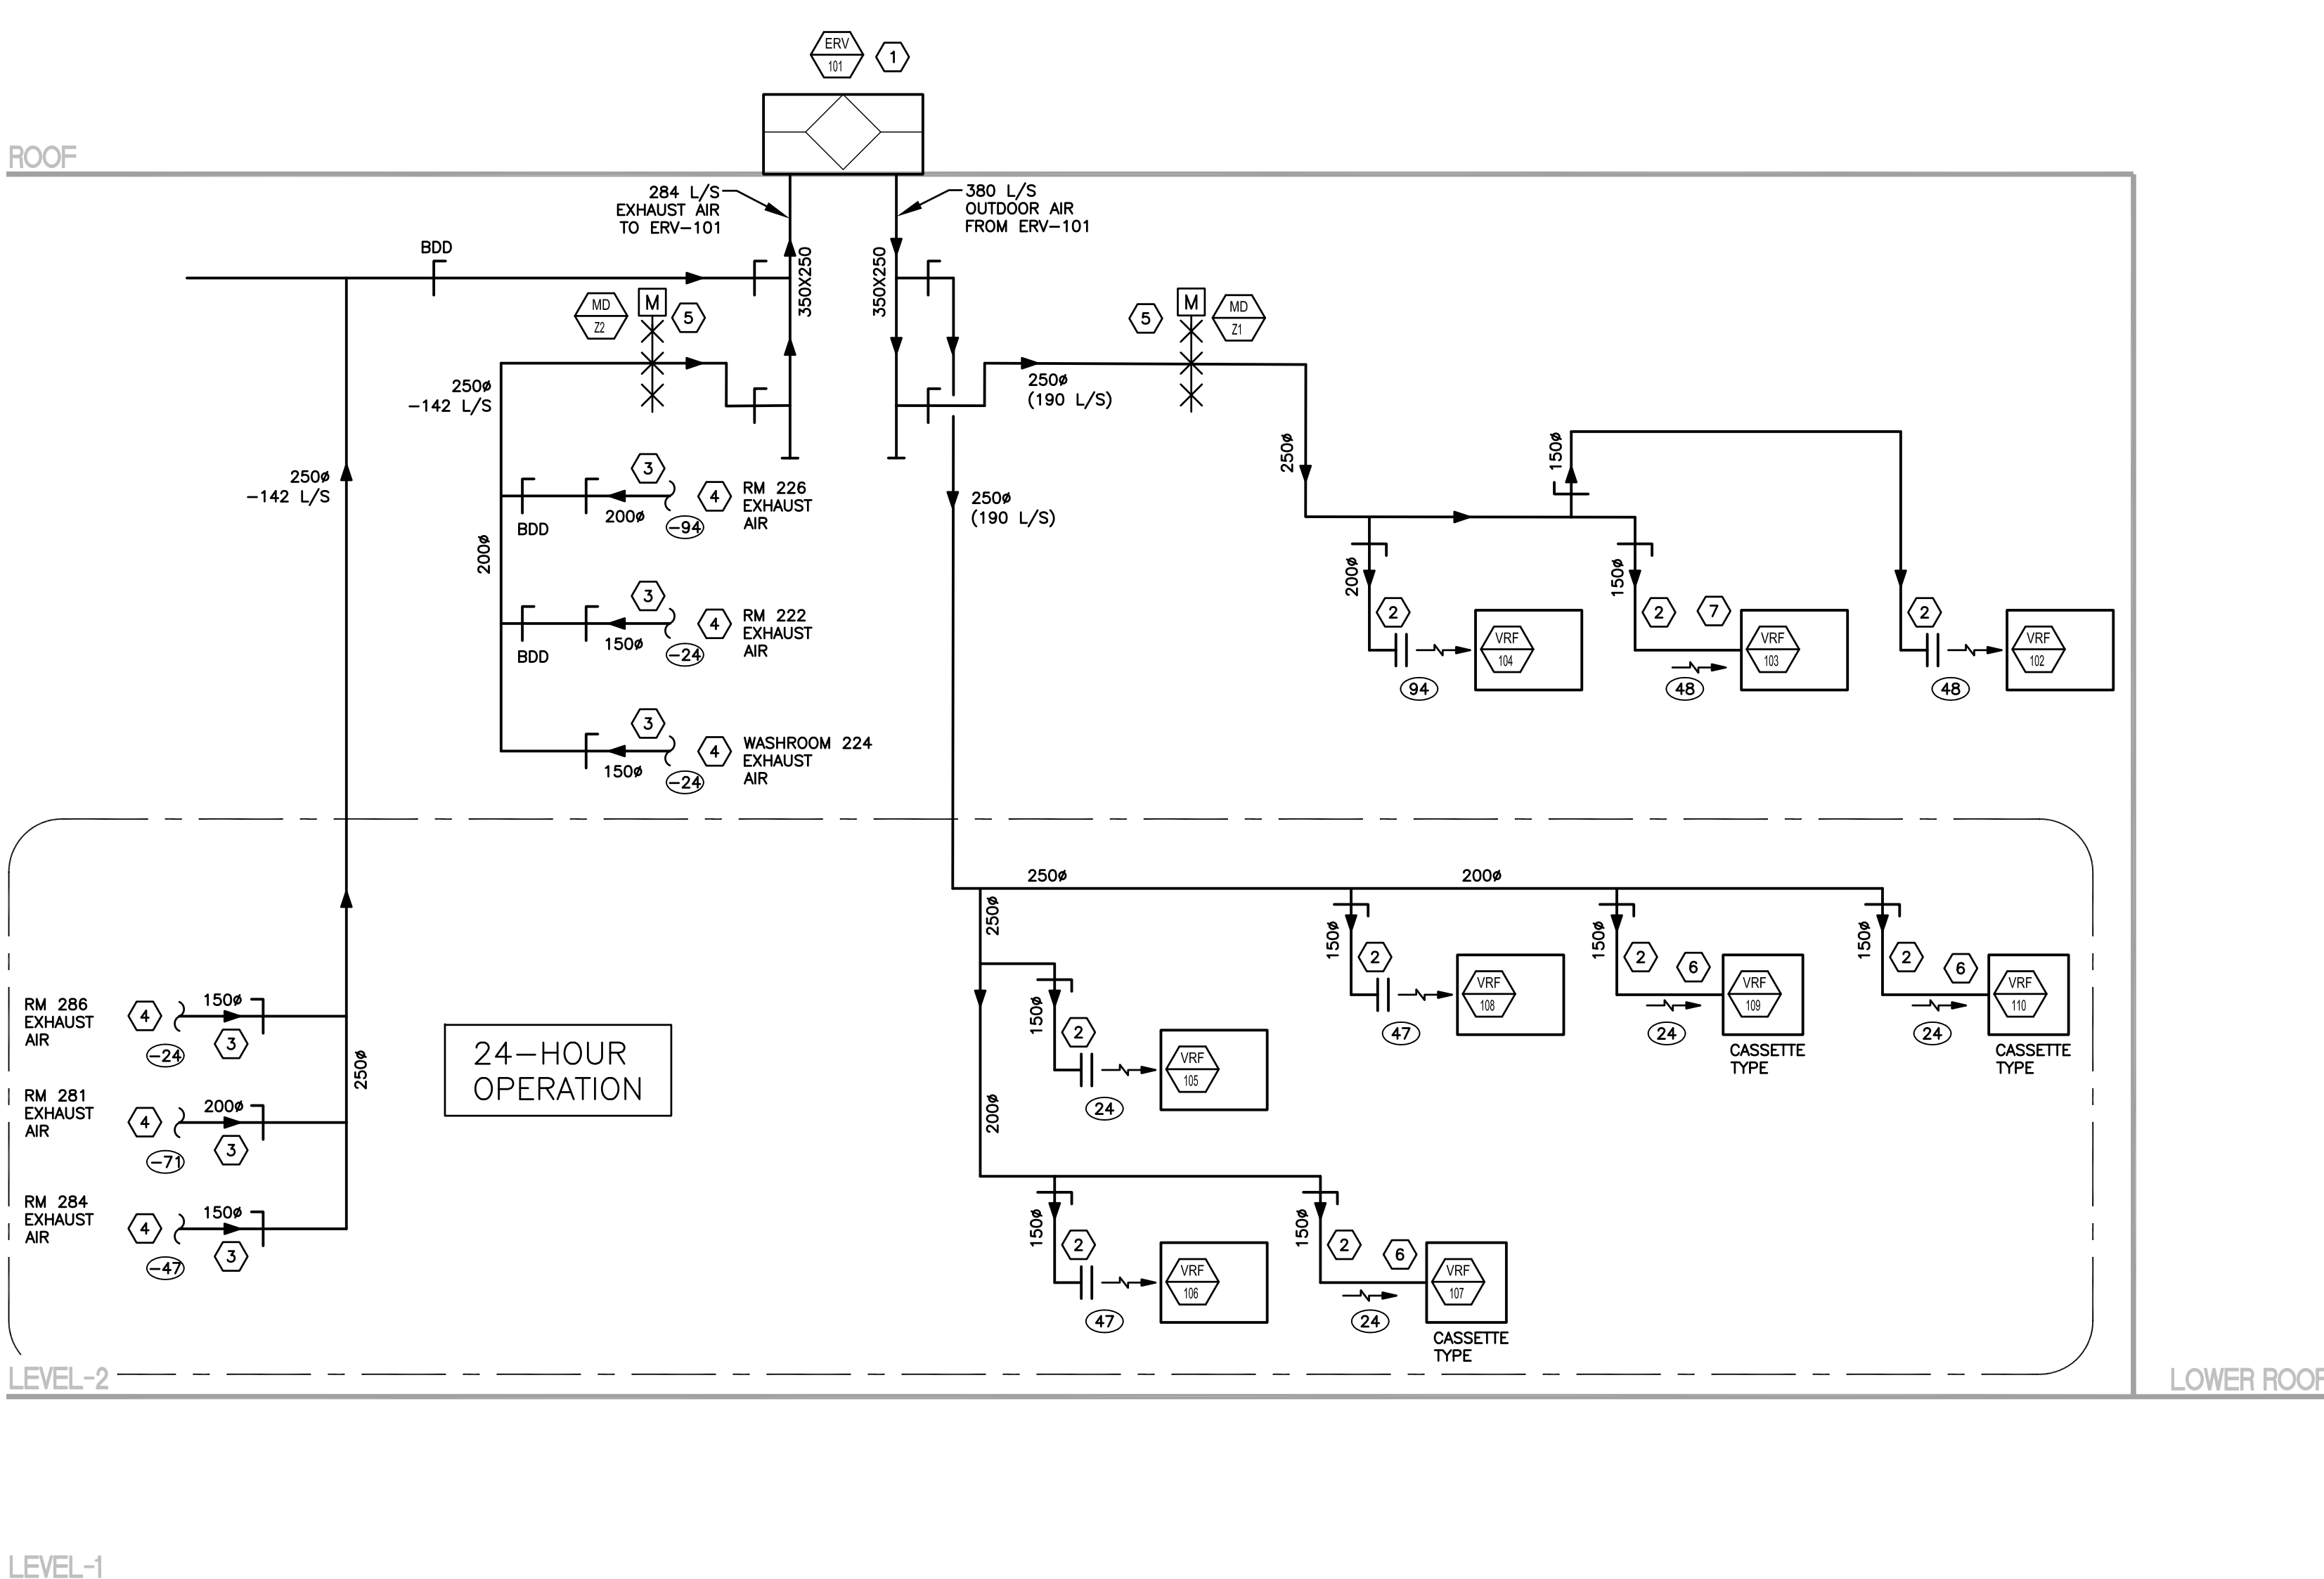 ERV
101
1
ROOF
284 L/S
EXHAUST AIR
TO ERV-101
380 L/S
OUTDOOR AIR
FROM ERV-101
BDD
350X250
350X250
MD
Z2
M
5
5
M
MD
Z1
250ø
-142 L/S
250ø
(190 L/S)
250ø
150ø
250ø
-142 L/S
3
200ø
-94
4
RM 226
EXHAUST
AIR
BDD
250ø
(190 L/S)
200ø
3
150ø
-24
4
RM 222
EXHAUST
AIR
BDD
3
150ø
-24
4
WASHROOM 224
EXHAUST
AIR
200ø
2
94
VRF
104
150ø
2
7
48
VRF
103
2
48
VRF
102
250ø
200ø
250ø
150ø
2
47
VRF
108
150ø
2
6
24
VRF
109
CASSETTE
TYPE
150ø
2
6
24
VRF
110
CASSETTE
TYPE
150ø
2
24
VRF
105
200ø
RM 286
EXHAUST
AIR
4
150ø
-24
3
24-HOUR
OPERATION
250ø
RM 281
EXHAUST
AIR
4
200ø
-71
3
RM 284
EXHAUST
AIR
4
150ø
-47
3
150ø
2
47
VRF
106
150ø
2
6
24
VRF
107
CASSETTE
TYPE
LEVEL-2
LOWER ROOF
LEVEL-1